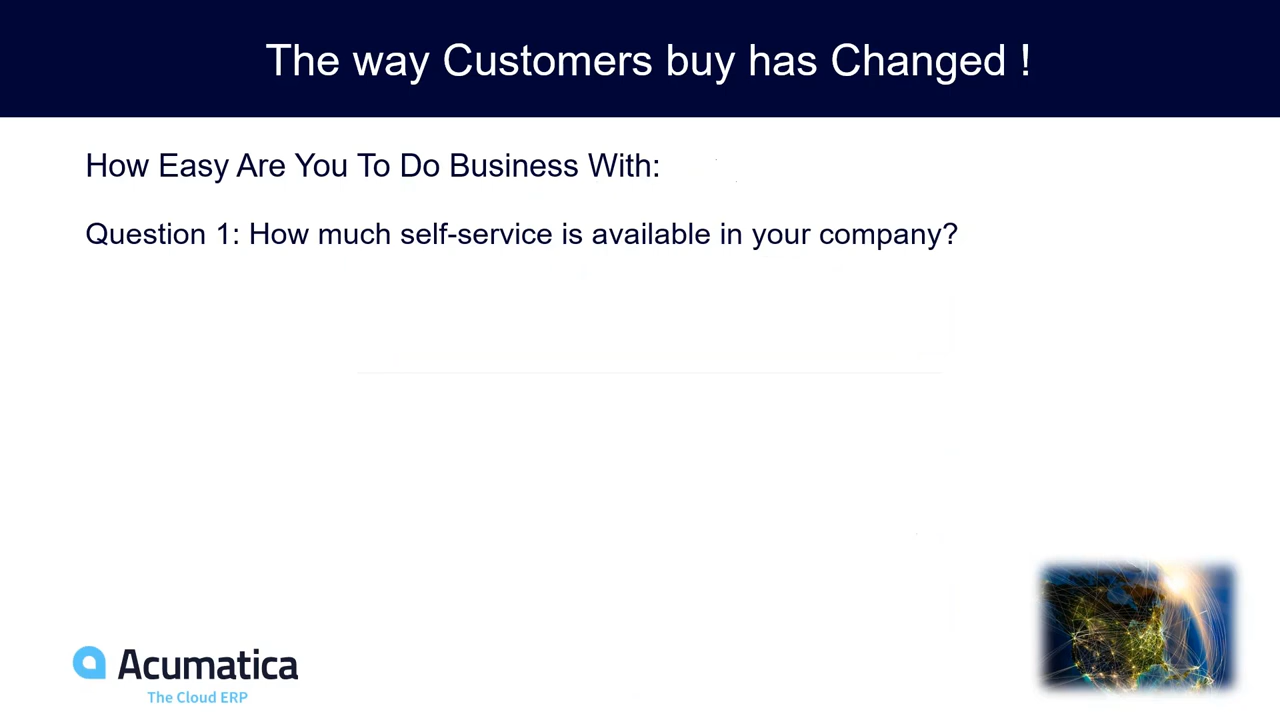 The way Customers buy has Changed !
How Easy Are You To Do Business With:
Question 1: How much self-service is available in your company?
Acumatica
The Cloud ERP